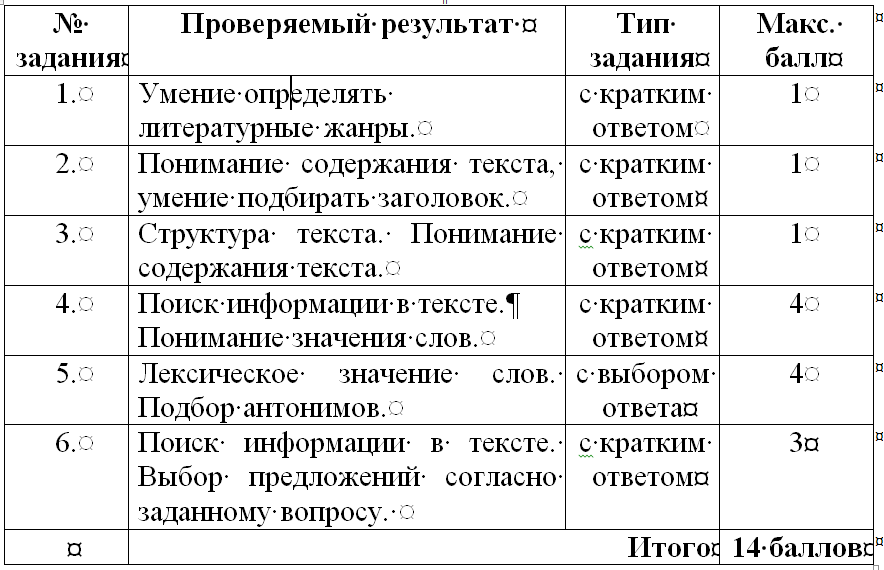 № задания
Проверяемый результат
Тип задания
Макс. балл
1.
Умение определять
литературные жанры.
с кратким
ответом
1
2.
Понимание содержания текста,
умение подбирать заголовок.
с кратким
ответом
1
3.
Структура текста. Понимание
содержания текста.
с кратким
ответом
1
4.
Поиск информации в тексте.¶
Понимание значения слов.
с кратким
ответом
4
5.
Лексическое значение слов.
Подбор антонимов.
с выбором
ответа
4
6.
Поиск информации в тексте.
Выбор предложений согласно
заданному вопросу.
с кратким
ответом
3
Итого
14 баллов